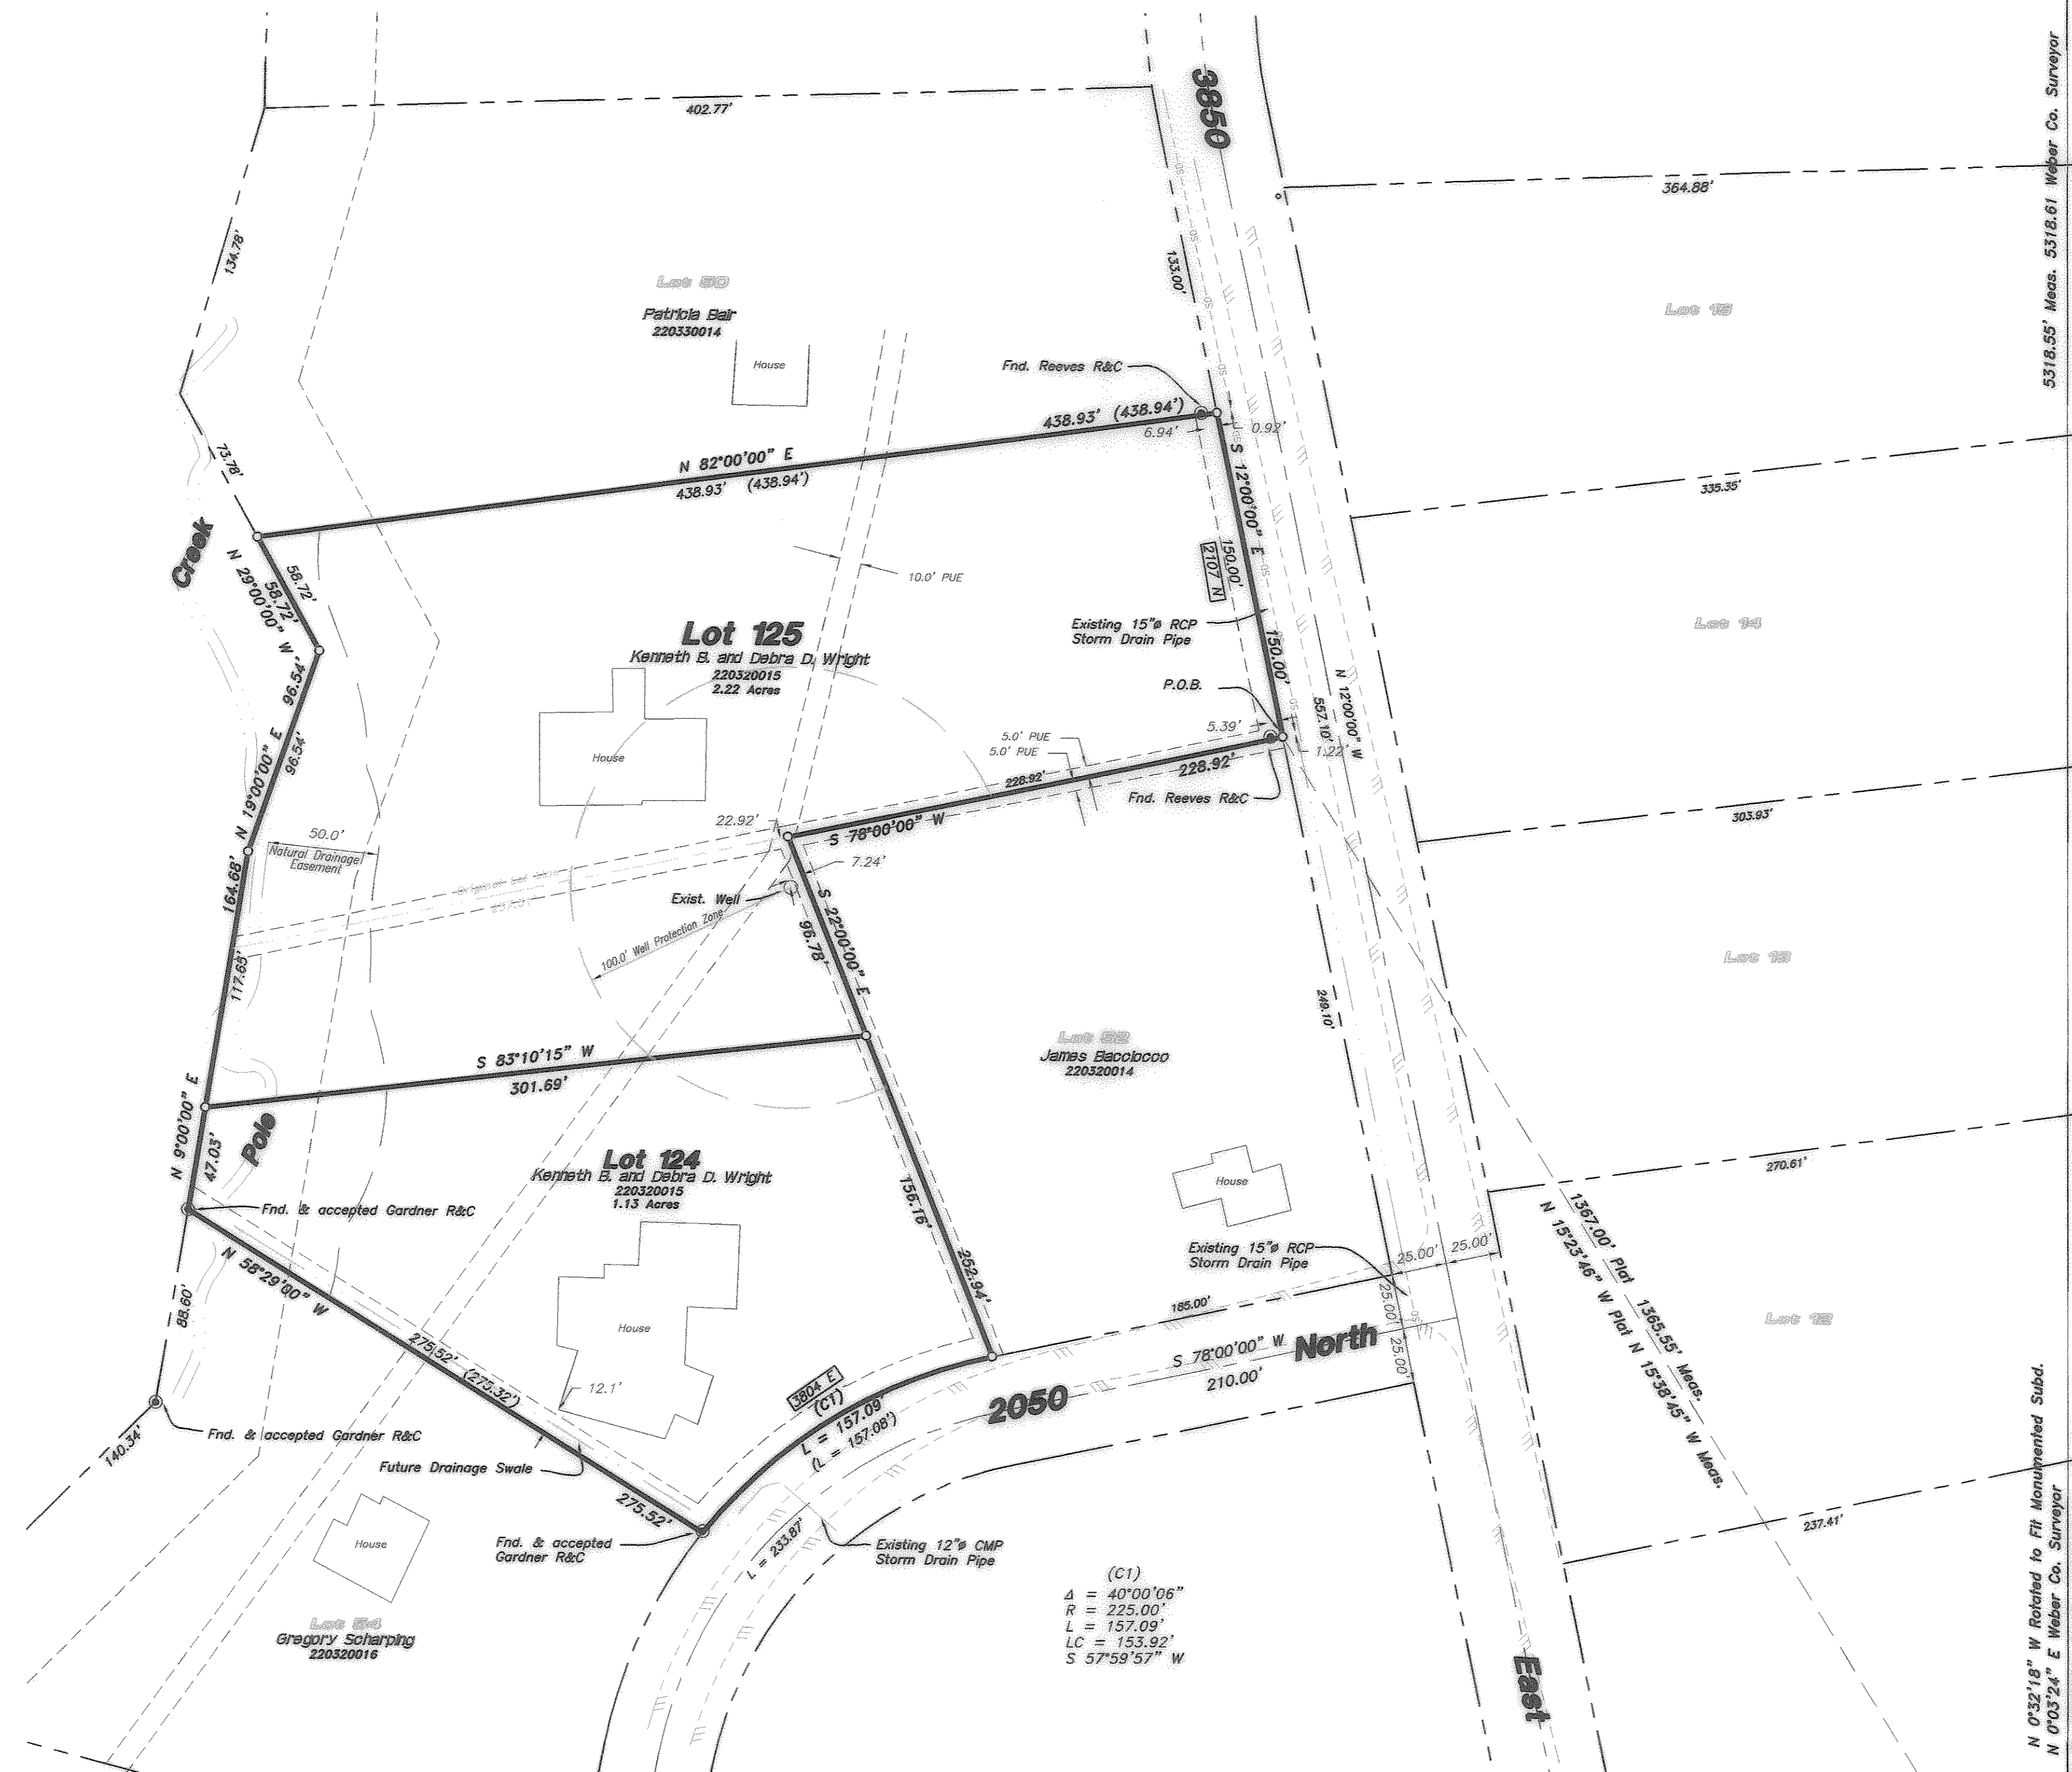 402.77'
3850
364.88'
5318.55' Meas. 5318.61 Weber Co. Surveyor
134.78'
133.00'
Lot 50
Patricia Bair
220330014
House
Lot 15
Fnd. Reeves R&C
438.93' (438.94')
6.94'
0.92'
73.78'
N 82°00'00" E
438.93' (438.94')
335.35'
S 12°00'00" E
150.00'
2107 N
150.00'
Creek
58.72'
58.72'
N 29°00'00" W
10.0' PUE
Lot 125
Kenneth B. and Debra D. Wright
220320015
2.22 Acres
House
Existing 15"ø RCP
Storm Drain Pipe
Lot 14
P.O.B.
N 12°00'00" W
557.10'
96.54'
N 19°00'00" E
96.54'
5.39'
1.22'
5.0' PUE
5.0' PUE
228.92'
228.92'
Fnd. Reeves R&C
S 78°00'00" W
22.92'
303.93'
50.0'
Natural Drainage
Easement
7.24'
Original Lot Line
Exist. Well
100.0' Well Protection Zone
164.68'
117.65'
S 22°00'00" E
96.78'
249.10'
Lot 13
S 83°10'15" W
301.69'
Lot 52
James Bacciocco
220320014
N 9°00'00" E
47.03'
Pole
Lot 124
Kenneth B. and Debra D. Wright
220320015
1.13 Acres
House
House
156.16'
252.94'
270.61'
Fnd. & accepted Gardner R&C
N 58°29'00" W
275.52'
(275.32')
275.52'
88.60'
Existing 15"ø RCP
Storm Drain Pipe
25.00'
25.00'
25.00'
25.00'
1367.00' Plat 1365.55' Meas.
N 15°23'46" W Plat N 15°38'45" W Meas.
185.00'
S 78°00'00" W
North
210.00'
2050
Lot 12
12.1'
3804 E
(C1)
L = 157.09'
(L = 157.08')
140.34'
Fnd. & accepted Gardner R&C
Future Drainage Swale
Fnd. & accepted
Gardner R&C
L = 233.87'
Existing 12"ø CMP
Storm Drain Pipe
237.41'
House
Lot 54
Gregory Scharping
220320016
(C1)
Δ = 40°00'06"
R = 225.00'
L = 157.09'
LC = 153.92'
S 57°59'57" W
East
N 0°32'18" W Rotated to Fit Monumented Subd.
N 0°03'24" E Weber Co. Surveyor